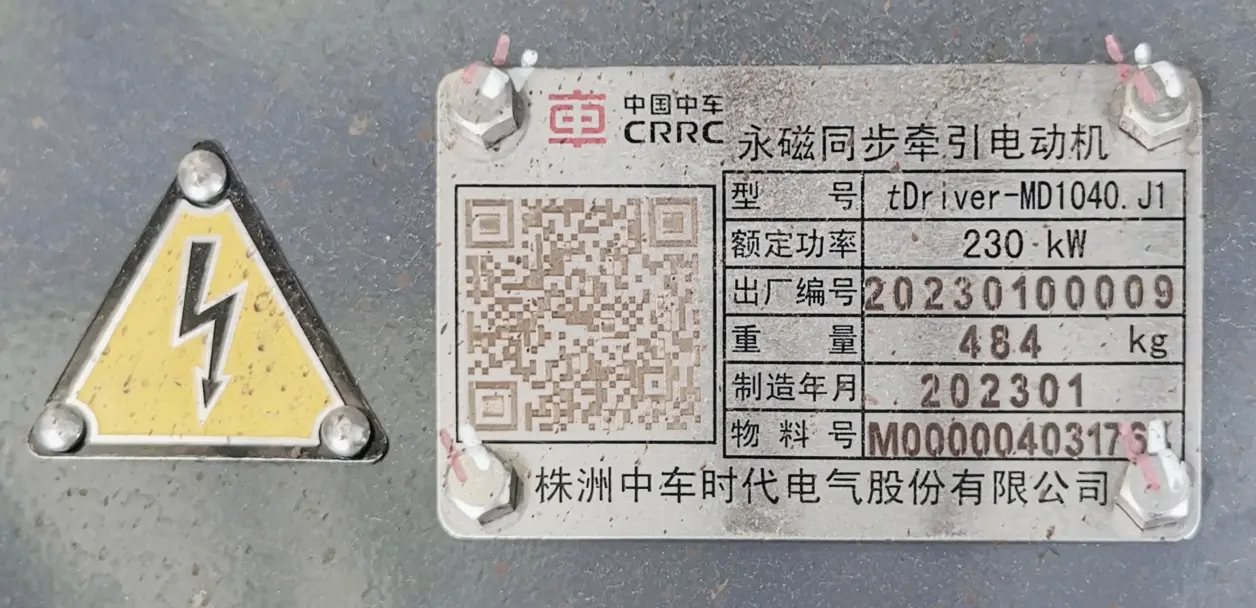 中国中车
CRRC
永磁同步牵引电动机
型号 tDriver-MD1040.J1
额定功率 230 kW
出厂编号 20230100009
重量 484 kg
制造年月 202301
物料号
株洲中车时代电气股份有限公司